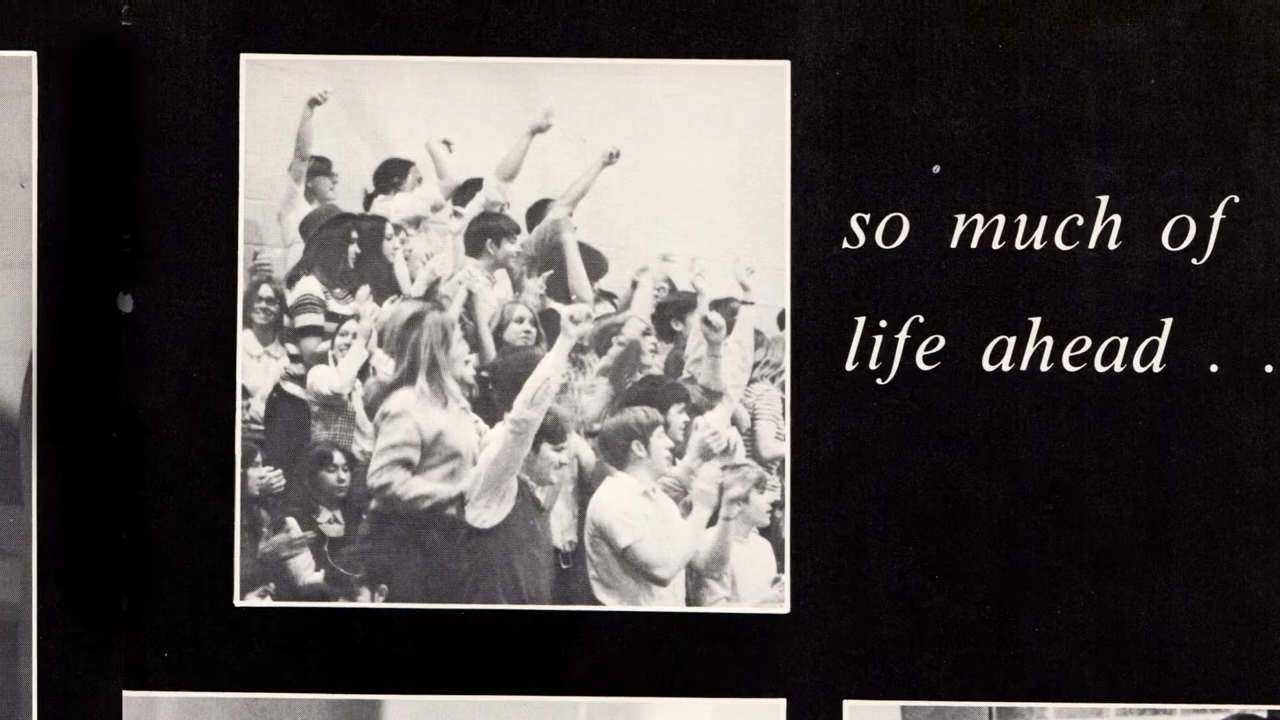 so much of
life ahead . .